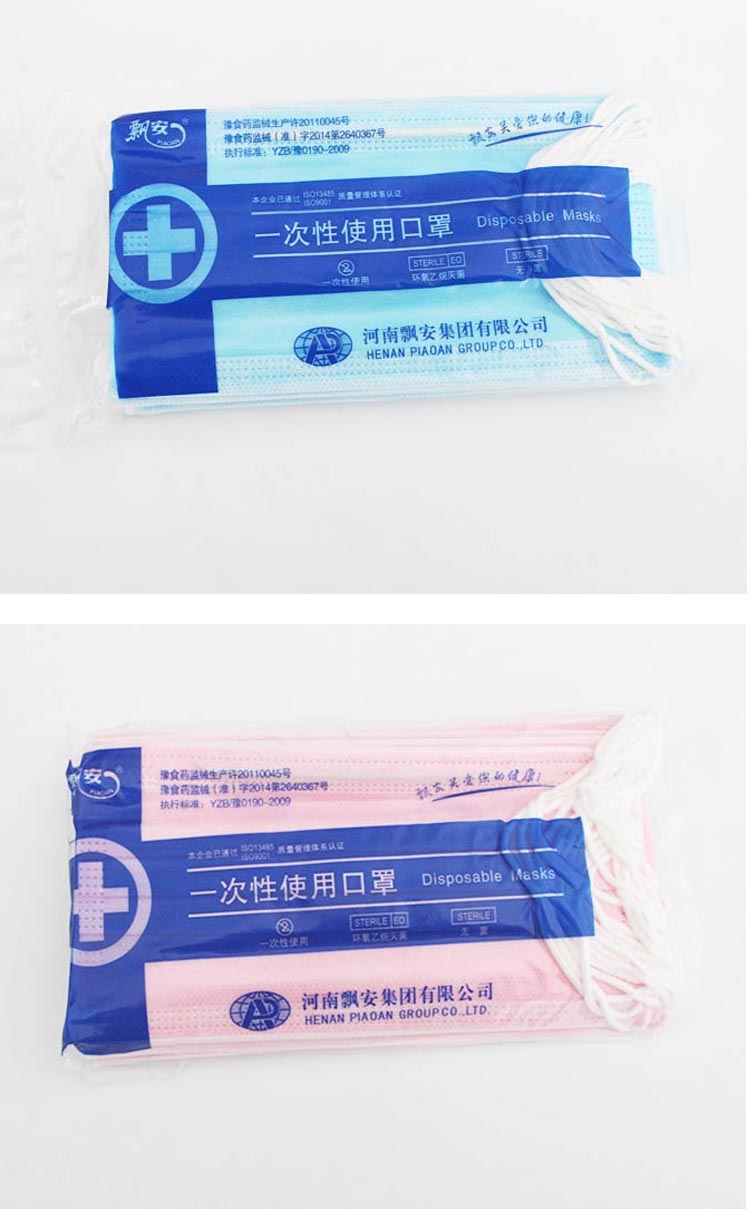 飘安®
PIAOAN
豫食药监械生产许20110045号
豫食药监械(准)字2014第2640367号
执行标准：YZB/豫0190-2009
飘安关爱您的健康！
本企业已通过 ISO13485 ISO9001 质量管理体系认证
一次性使用口罩 Disposable Masks
STERILE EO STERILE
一次性使用 环氧乙烷灭菌 无菌
河南飘安集团有限公司
HENAN PIAOAN GROUP CO.,LTD.
安®
PIAOAN
豫食药监械生产许20110045号
豫食药监械(准)字2014第2640367号
执行标准：YZB/豫0190-2009
飘安关爱您的健康！
本企业已通过 ISO13485 ISO9001 质量管理体系认证
一次性使用口罩 Disposable Masks
STERILE EO STERILE
一次性使用 环氧乙烷灭菌 无菌
河南飘安集团有限公司
HENAN PIAOAN GROUP CO.,LTD.